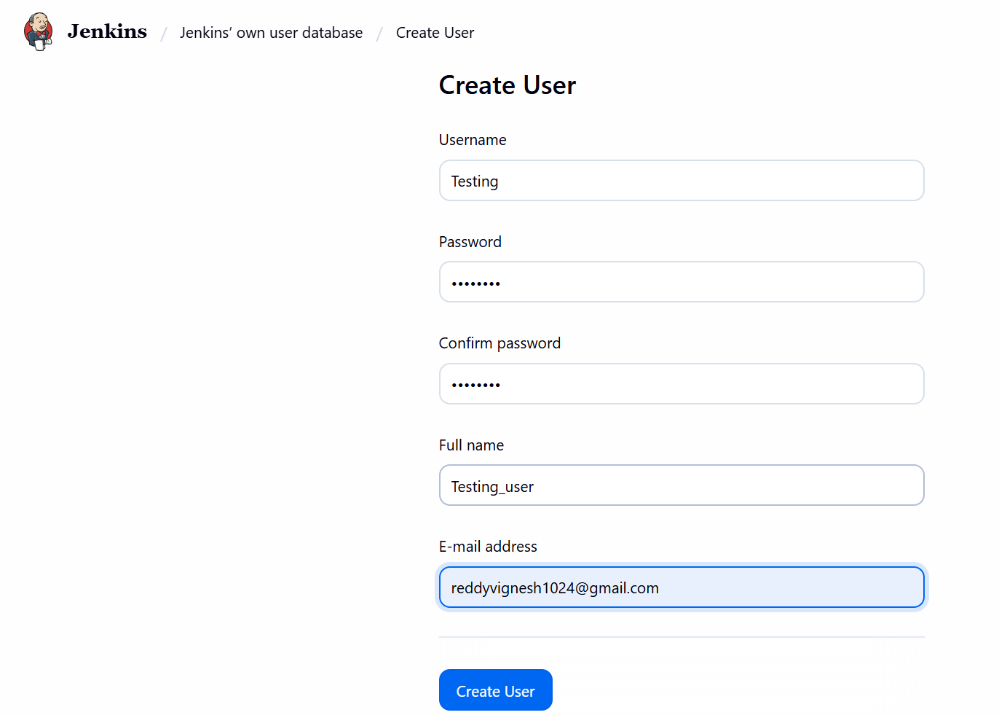 Jenkins / Jenkins’ own user database / Create User
Create User
Username
Testing
Password
••••••••
Confirm password
••••••••
Full name
Testing_user
E-mail address
reddyvignesh1024@gmail.com
Create User